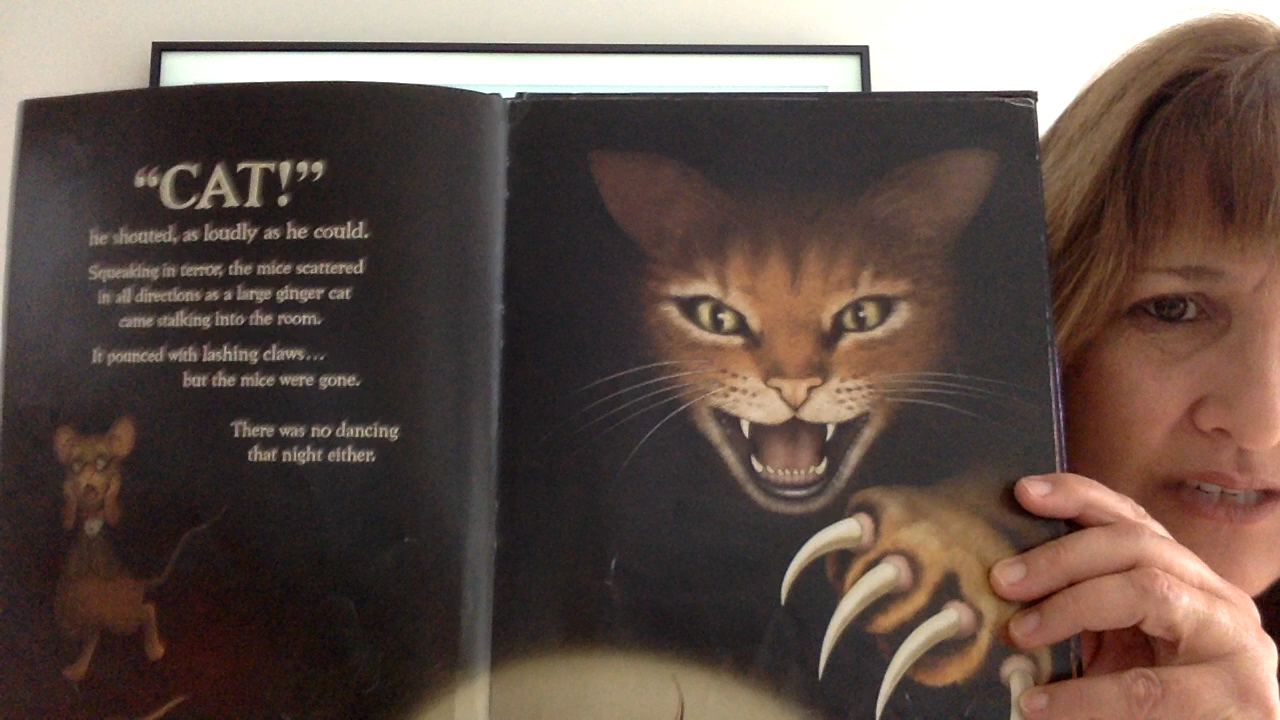 “CAT!”
he shouted, as loudly as he could.
Squeaking in terror, the mice scattered
in all directions as a large ginger cat
came stalking into the room.
It pounced with lashing claws...
but the mice were gone.
There was no dancing
that night either.